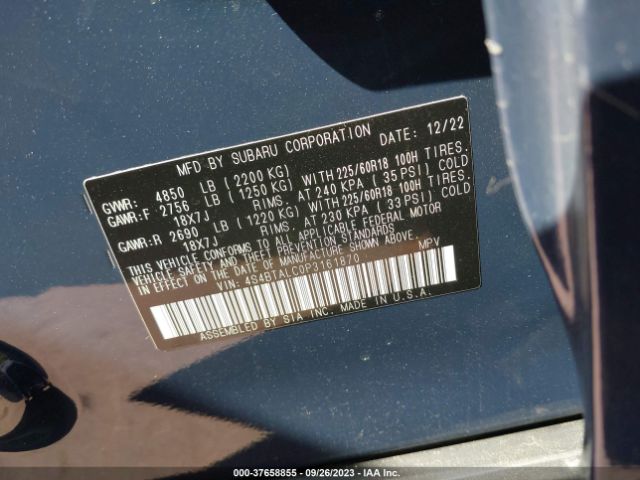 MFD BY SUBARU CORPORATION DATE: 12/22
GVWR: 4850 LB (2200 KG)
GAWR:F 2756 LB (1250 KG) WITH 225/60R18 100H TIRES.
18X7J RIMS. AT 240 KPA (35 PSI) COLD
GAWR:R 2690 LB (1220 KG) WITH 225/60R18 100H TIRES.
18X7J RIMS. AT 230 KPA (33 PSI) COLD
THIS VEHICLE CONFORMS TO ALL APPLICABLE FEDERAL MOTOR
VEHICLE SAFETY, BUMPER, AND THEFT PREVENTION STANDARDS
IN EFFECT ON THE DATE OF MANUFACTURE SHOWN ABOVE.
VIN: 4S4BTALC0P3161870 MPV
ASSEMBLED BY SIA INC. MADE IN U.S.A.
000-37658855 - 09/26/2023 - IAA Inc.